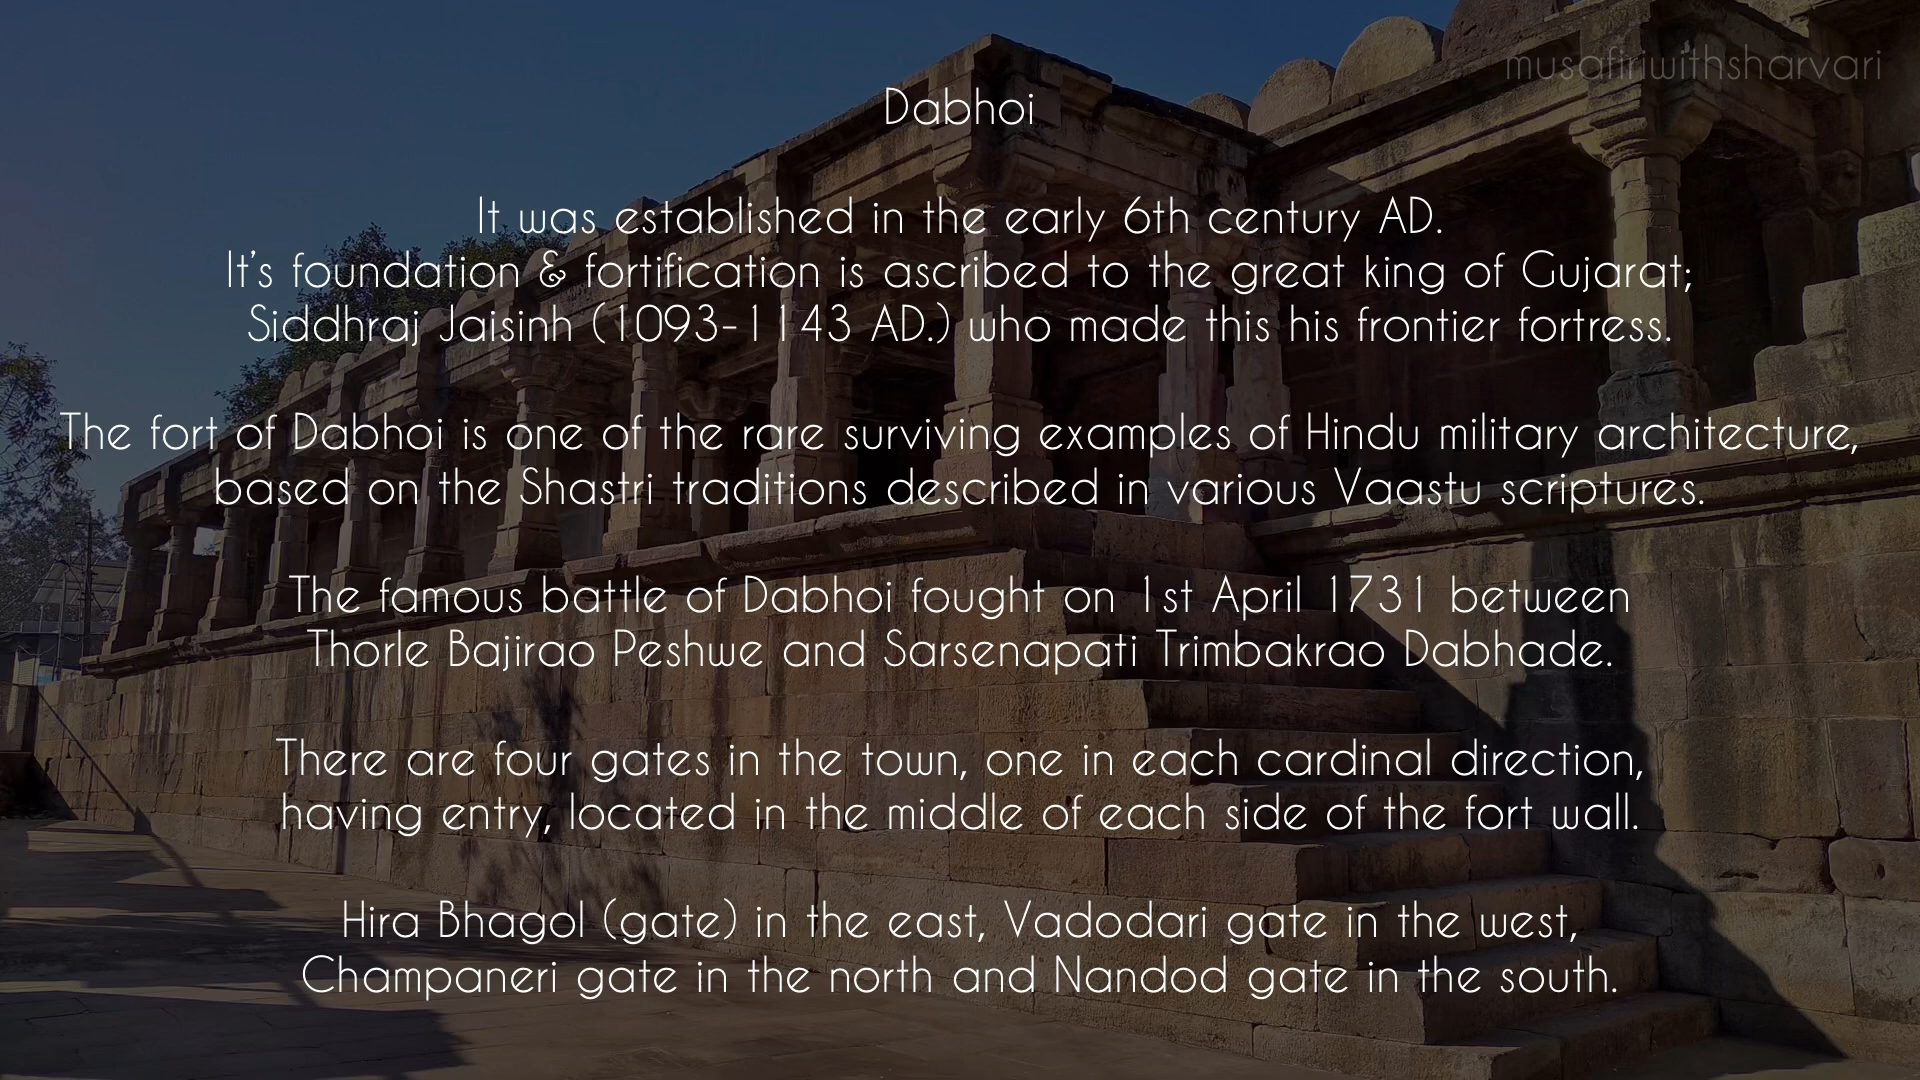 musafiriwithsharvari
Dabhoi
It was established in the early 6th century AD.
It's foundation & fortification is ascribed to the great king of Gujarat;
Siddhraj Jaisinh (1093-1143 AD.) who made this his frontier fortress.
The fort of Dabhoi is one of the rare surviving examples of Hindu military architecture,
based on the Shastri traditions described in various Vaastu scriptures.
The famous battle of Dabhoi fought on 1st April 1731 between
Thorle Bajirao Peshwe and Sarsenapati Trimbakrao Dabhade.
There are four gates in the town, one in each cardinal direction,
having entry, located in the middle of each side of the fort wall.
Hira Bhagol (gate) in the east, Vadodari gate in the west,
Champaneri gate in the north and Nandod gate in the south.